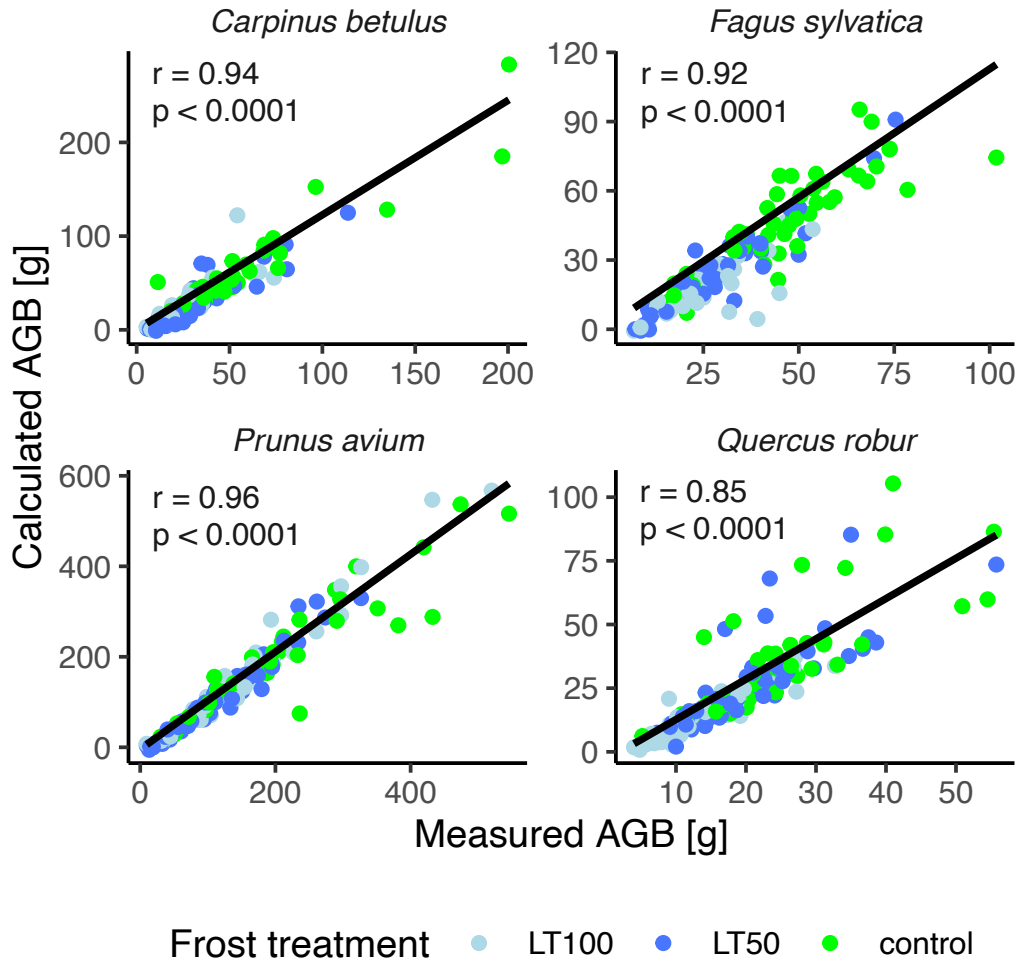 Carpinus betulus
Fagus sylvatica
r = 0.94
p < 0.0001
200
100
0
0 50 100 150 200
r = 0.92
p < 0.0001
120
90
60
30
0
25 50 75 100
Prunus avium
Quercus robur
r = 0.96
p < 0.0001
600
400
200
0
0 200 400
r = 0.85
p < 0.0001
100
75
50
25
0
10 20 30 40 50
Calculated AGB [g]
Measured AGB [g]
Frost treatment LT100 LT50 control